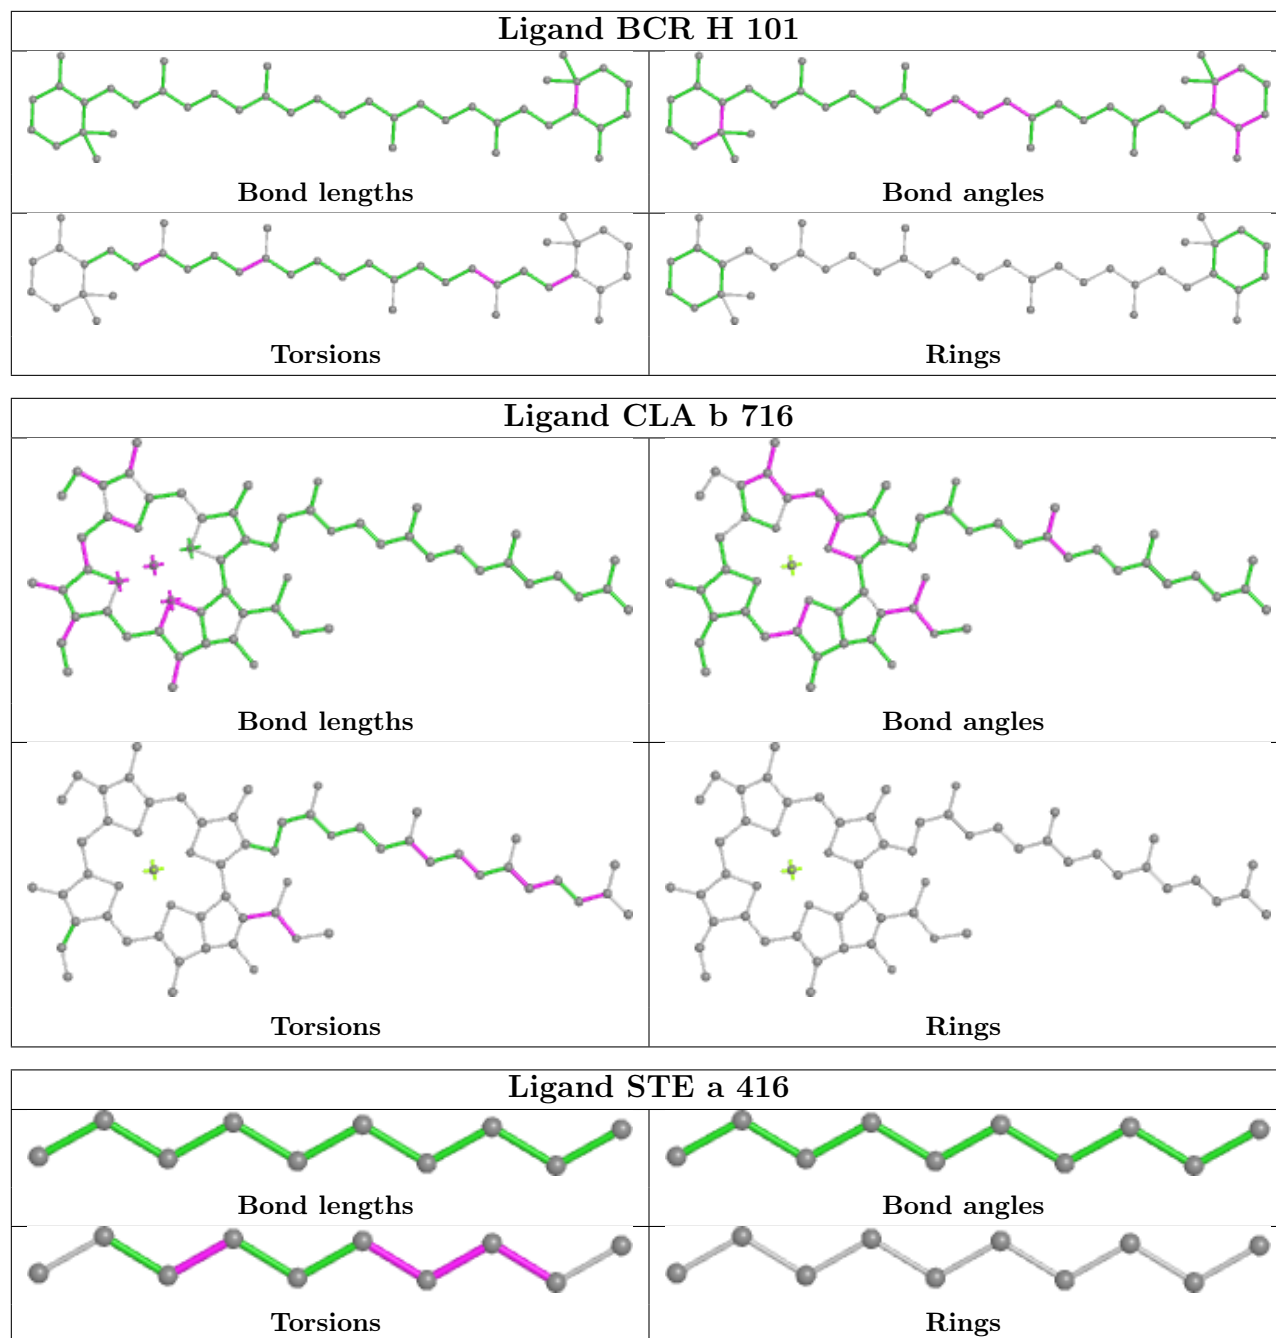 Ligand BCR H 101
Bond lengths
Bond angles
Torsions
Rings
Ligand CLA b 716
Bond lengths
Bond angles
Torsions
Rings
Ligand STE a 416
Bond lengths
Bond angles
Torsions
Rings